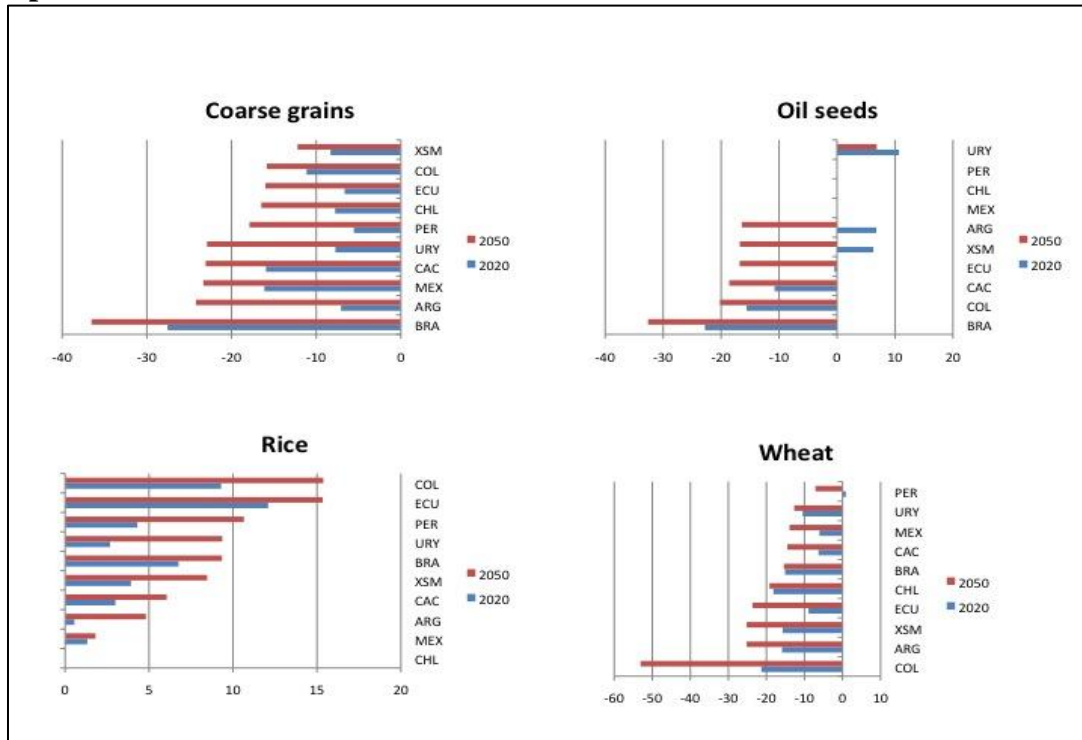 Coarse grains
XSM
COL
ECU
CHL
PER
URY
CAC
MEX
ARG
BRA
-40 -30 -20 -10 0
2050
2020
Oil seeds
URY
PER
CHL
MEX
ARG
XSM
ECU
CAC
COL
BRA
-40 -30 -20 -10 0 10 20
2050
2020
Rice
COL
ECU
PER
URY
BRA
XSM
CAC
ARG
MEX
CHL
0 5 10 15 20
2050
2020
Wheat
PER
URY
MEX
CAC
BRA
CHL
ECU
XSM
ARG
COL
-60 -50 -40 -30 -20 -10 0 10
2050
2020